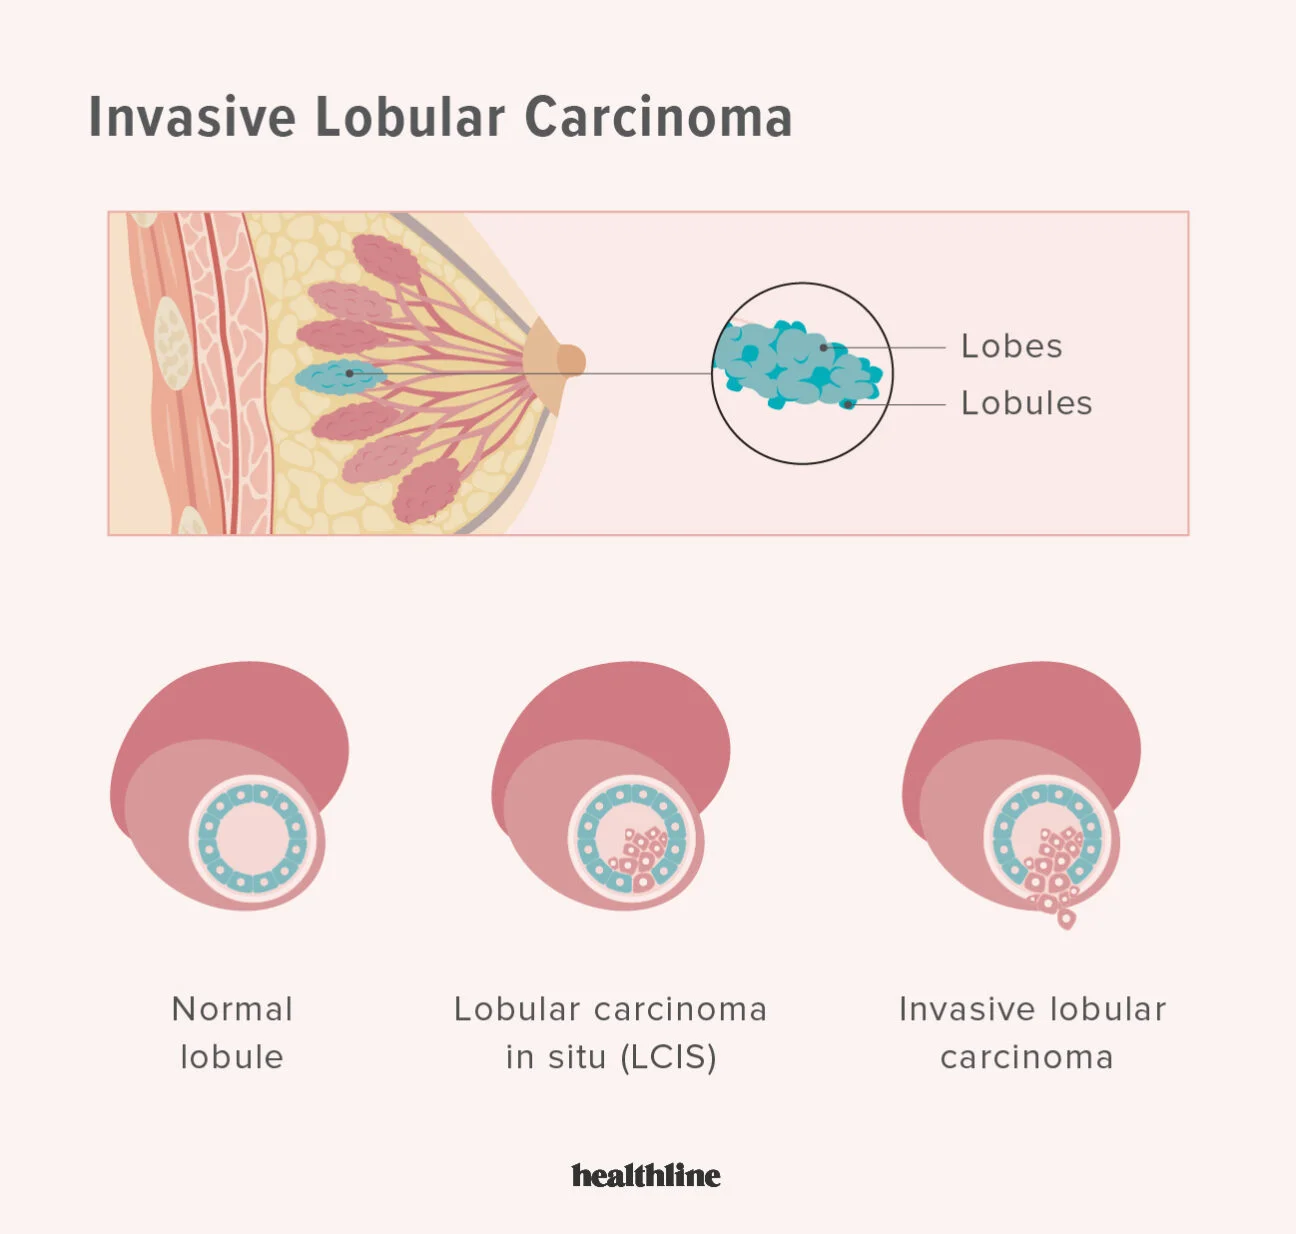 Invasive Lobular Carcinoma
Lobes
Lobules
Normal
lobule
Lobular carcinoma
in situ (LCIS)
Invasive lobular
carcinoma
healthline